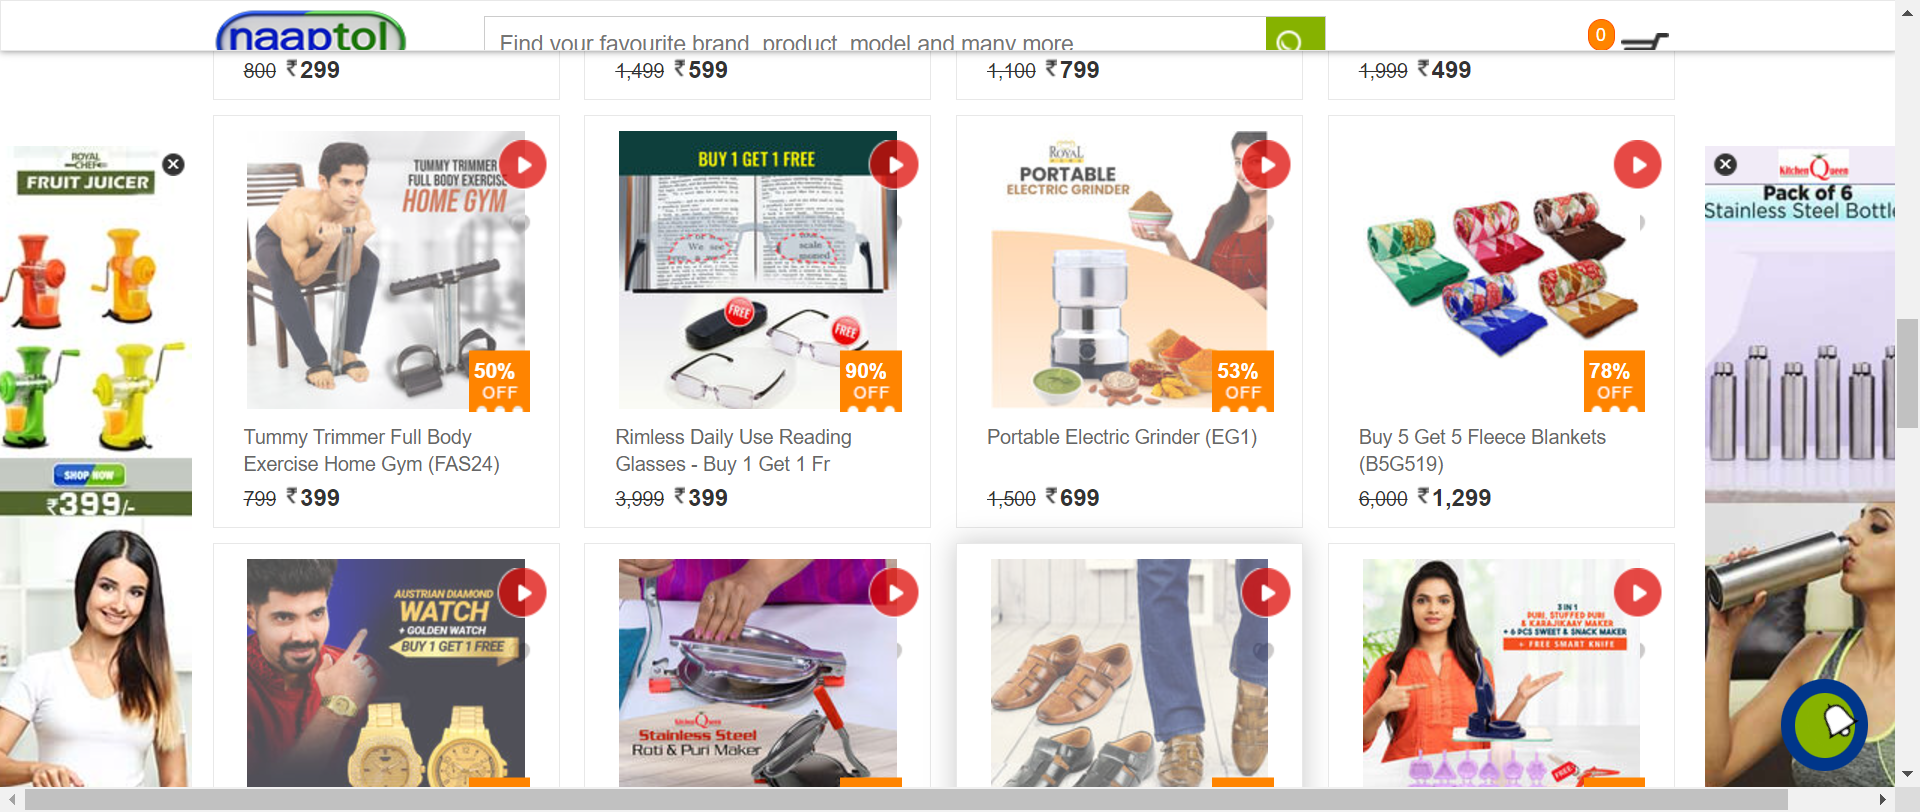 naaptol
Find your favourite brand, product, model and many more
0
800 ₹299
1,499 ₹599
1,100 ₹799
1,999 ₹499
ROYAL
CHEF
FRUIT JUICER
SHOP NOW
₹399/-
TUMMY TRIMMER
FULL BODY EXERCISE
HOME GYM
50%
OFF
Tummy Trimmer Full Body
Exercise Home Gym (FAS24)
799 ₹399
BUY 1 GET 1 FREE
We see
scale
FREE
FREE
90%
OFF
Rimless Daily Use Reading
Glasses - Buy 1 Get 1 Fr
3,999 ₹399
ROYAL
PORTABLE
ELECTRIC GRINDER
53%
OFF
Portable Electric Grinder (EG1)
1,500 ₹699
78%
OFF
Buy 5 Get 5 Fleece Blankets
(B5G519)
6,000 ₹1,299
Kitchen Queen
Pack of 6
Stainless Steel Bottle
AUSTRIAN DIAMOND
WATCH
+ GOLDEN WATCH
BUY 1 GET 1 FREE
Kitchen Queen
Stainless Steel
Roti & Puri Maker
3 IN 1
PURI, STUFFED PURI
& KARAJIKAAY MAKER
+ 6 PCS SWEET & SNACK MAKER
+ FREE SMART KNIFE
FREE